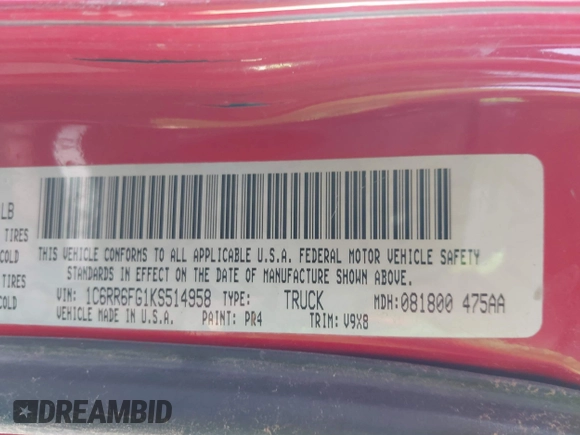 LB
TIRES
COLD
TIRES
COLD
THIS VEHICLE CONFORMS TO ALL APPLICABLE U.S.A. FEDERAL MOTOR VEHICLE SAFETY
STANDARDS IN EFFECT ON THE DATE OF MANUFACTURE SHOWN ABOVE.
VIN: 1C6RR6FG1KS514958 TYPE: TRUCK MDH: 081800 475AA
VEHICLE MADE IN U.S.A. PAINT: PR4 TRIM: V9X8
DREAMBID